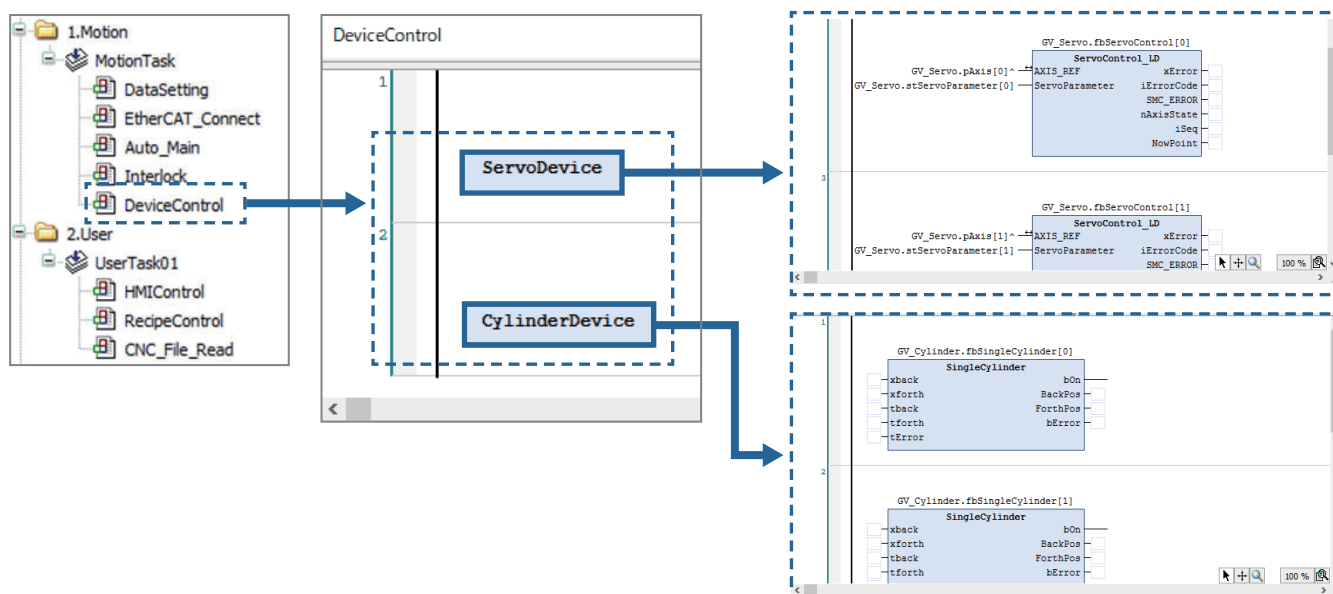 1.Motion
MotionTask
DataSetting
EtherCAT_Connect
Auto_Main
Interlock
DeviceControl
2.User
UserTask01
HMIControl
RecipeControl
CNC_File_Read
DeviceControl
1
ServoDevice
2
CylinderDevice
GV_Servo.fbServoControl[0]
ServoControl_LD
GV_Servo.pAxis[0]^ AXIS_REF xError
GV_Servo.stServoParameter[0] ServoParameter iErrorCode
SMC_ERROR
nAxisState
iSeq
NowPoint
3
GV_Servo.fbServoControl[1]
ServoControl_LD
GV_Servo.pAxis[1]^ AXIS_REF xError
GV_Servo.stServoParameter[1] ServoParameter iErrorCode
SMC_ERROR
100 %
1
GV_Cylinder.fbSingleCylinder[0]
SingleCylinder
xback bOn
xforth BackPos
tback ForthPos
tforth bError
tError
2
GV_Cylinder.fbSingleCylinder[1]
SingleCylinder
xback bOn
xforth BackPos
tback ForthPos
tforth bError
100 %